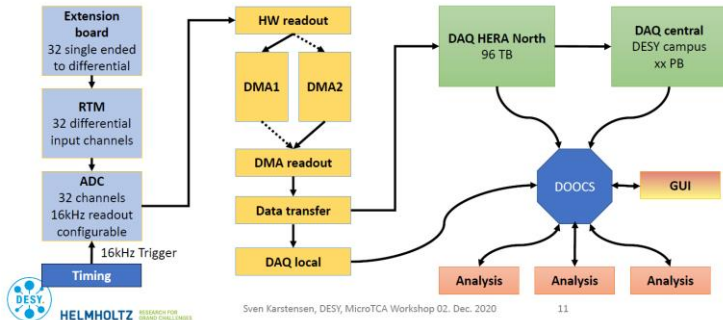 Extension
board
32 single ended
to differential
RTM
32 differential
input channels
ADC
32 channels
16kHz readout
configurable
16kHz Trigger
Timing
HW readout
DMA1
DMA2
DMA readout
Data transfer
DAQ local
DAQ HERA North
96 TB
DAQ central
DESY campus
xx PB
DOOCS
GUI
Analysis
Analysis
Analysis
DESY.
HELMHOLTZ
RESEARCH FOR
GRAND CHALLENGES
Sven Karstensen, DESY, MicroTCA Workshop 02. Dec. 2020
11